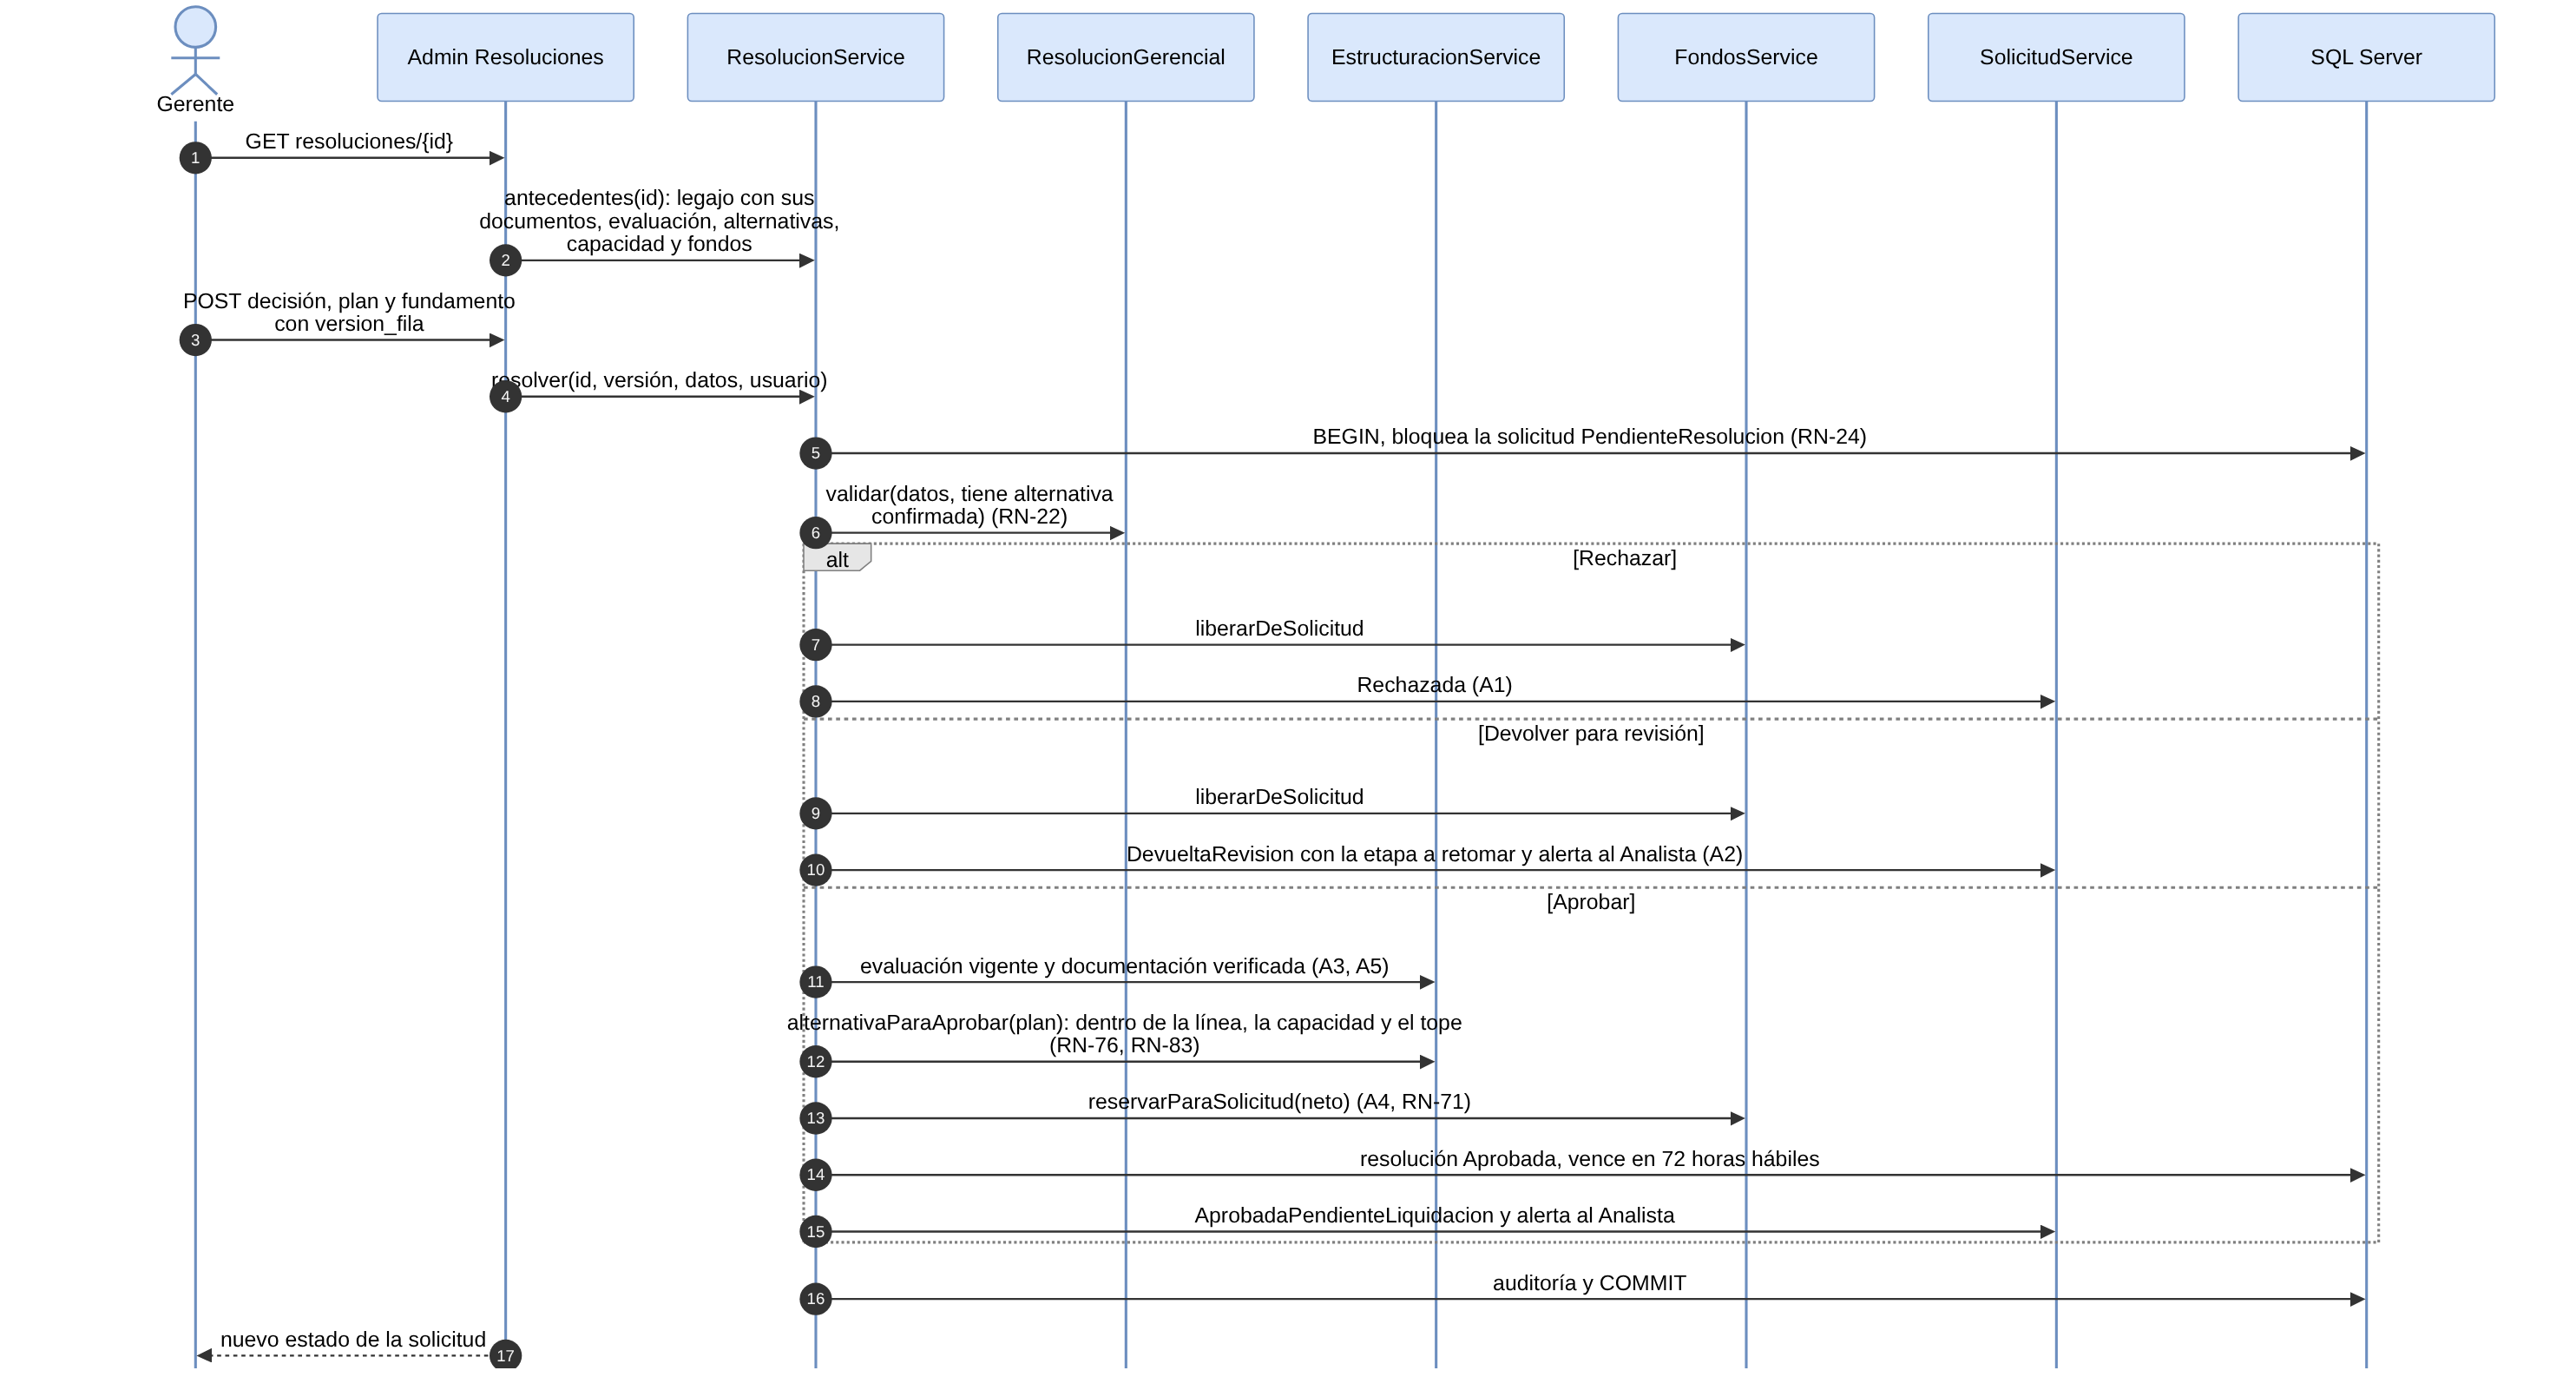 Gerente
Admin Resoluciones
ResolucionService
ResolucionGerencial
EstructuracionService
FondosService
SolicitudService
SQL Server
GET resoluciones/{id}
1
antecedentes(id): legajo con sus
documentos, evaluación, alternativas,
capacidad y fondos
2
POST decisión, plan y fundamento
con version_fila
3
resolver(id, versión, datos, usuario)
4
BEGIN, bloquea la solicitud PendienteResolucion (RN-24)
5
validar(datos, tiene alternativa
confirmada) (RN-22)
6
alt
[Rechazar]
liberarDeSolicitud
7
Rechazada (A1)
8
[Devolver para revisión]
liberarDeSolicitud
9
DevueltaRevision con la etapa a retomar y alerta al Analista (A2)
10
[Aprobar]
evaluación vigente y documentación verificada (A3, A5)
11
alternativaParaAprobar(plan): dentro de la línea, la capacidad y el tope
(RN-76, RN-83)
12
reservarParaSolicitud(neto) (A4, RN-71)
13
resolución Aprobada, vence en 72 horas hábiles
14
AprobadaPendienteLiquidacion y alerta al Analista
15
auditoría y COMMIT
16
nuevo estado de la solicitud
17